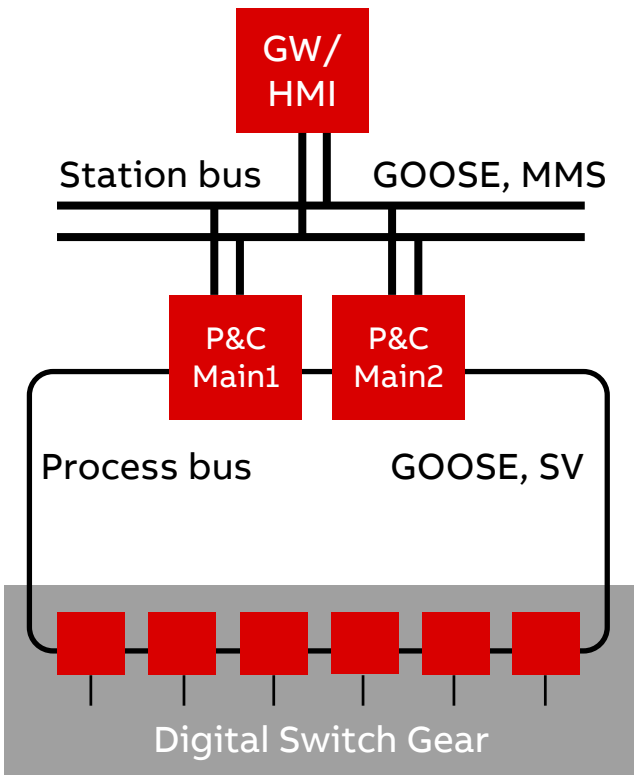 GW/
HMI
Station bus
GOOSE, MMS
P&C
Main1
P&C
Main2
Process bus
GOOSE, SV
Digital Switch Gear